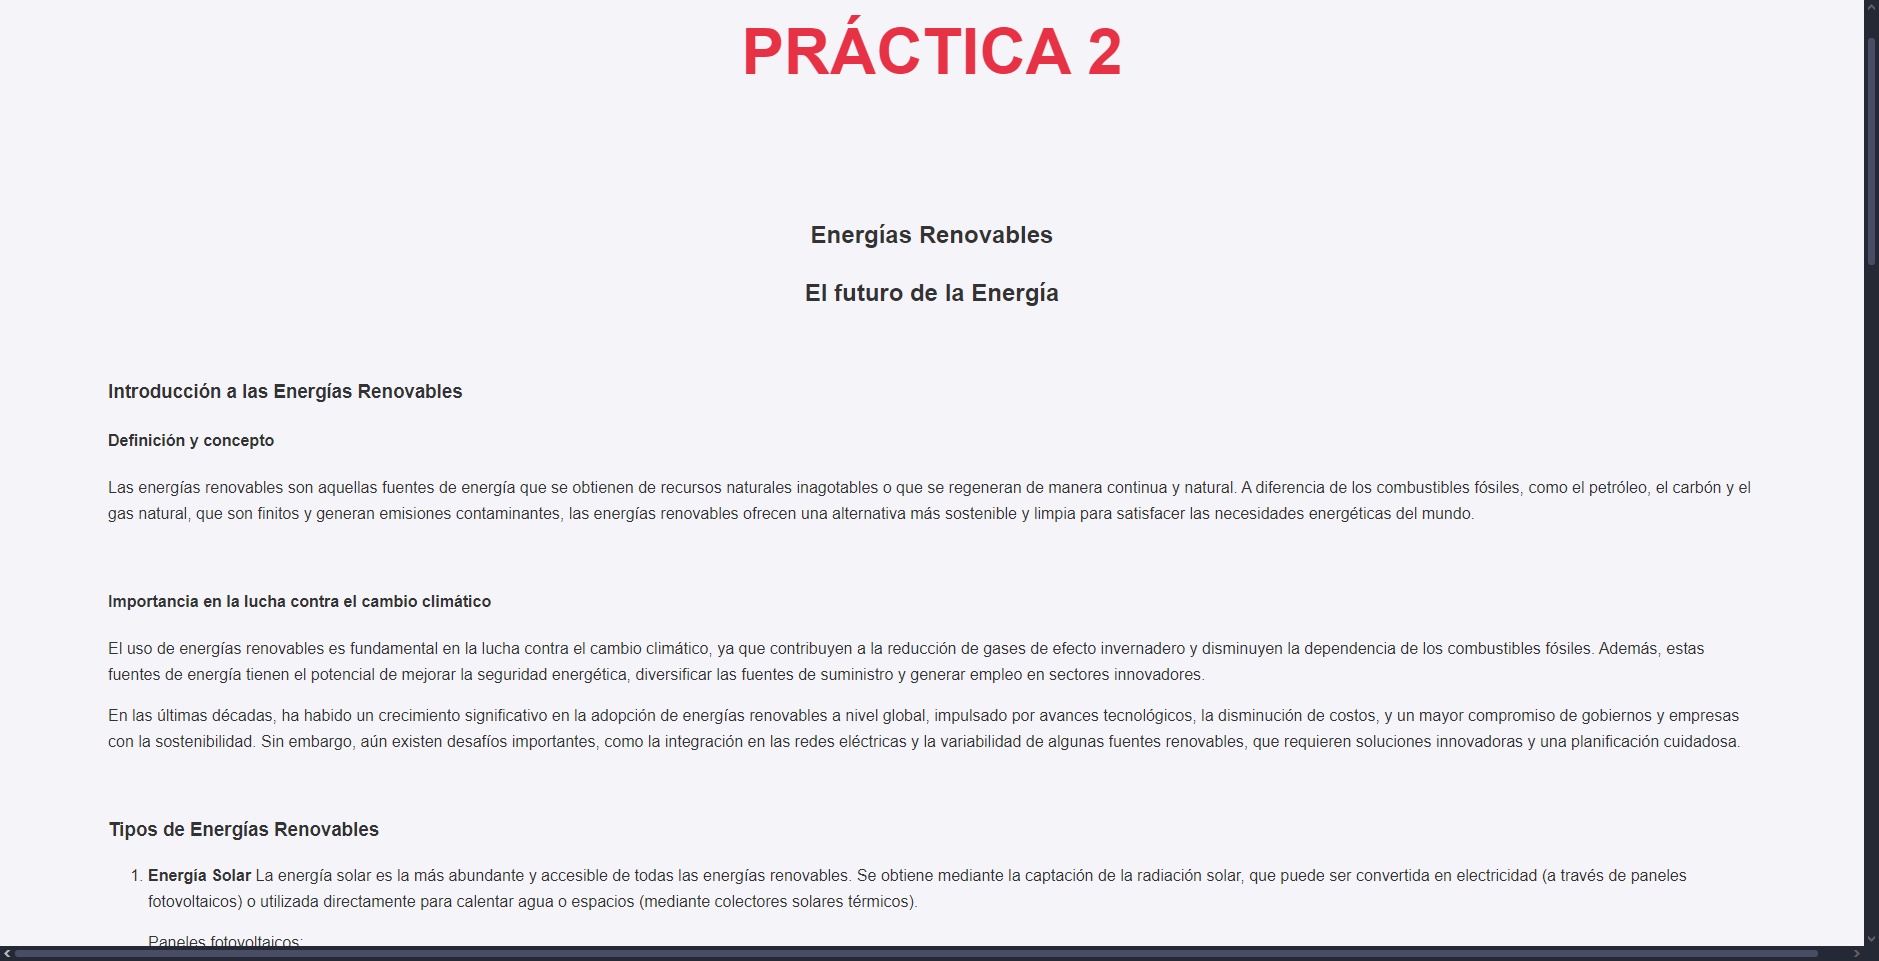 PRÁCTICA 2
Energías Renovables
El futuro de la Energía
Introducción a las Energías Renovables
Definición y concepto
Las energías renovables son aquellas fuentes de energía que se obtienen de recursos naturales inagotables o que se regeneran de manera continua y natural. A diferencia de los combustibles fósiles, como el petróleo, el carbón y el
gas natural, que son finitos y generan emisiones contaminantes, las energías renovables ofrecen una alternativa más sostenible y limpia para satisfacer las necesidades energéticas del mundo.
Importancia en la lucha contra el cambio climático
El uso de energías renovables es fundamental en la lucha contra el cambio climático, ya que contribuyen a la reducción de gases de efecto invernadero y disminuyen la dependencia de los combustibles fósiles. Además, estas
fuentes de energía tienen el potencial de mejorar la seguridad energética, diversificar las fuentes de suministro y generar empleo en sectores innovadores.
En las últimas décadas, ha habido un crecimiento significativo en la adopción de energías renovables a nivel global, impulsado por avances tecnológicos, la disminución de costos, y un mayor compromiso de gobiernos y empresas
con la sostenibilidad. Sin embargo, aún existen desafíos importantes, como la integración en las redes eléctricas y la variabilidad de algunas fuentes renovables, que requieren soluciones innovadoras y una planificación cuidadosa.
Tipos de Energías Renovables
1. Energía Solar La energía solar es la más abundante y accesible de todas las energías renovables. Se obtiene mediante la captación de la radiación solar, que puede ser convertida en electricidad (a través de paneles
fotovoltaicos) o utilizada directamente para calentar agua o espacios (mediante colectores solares térmicos).
Paneles fotovoltaicos: